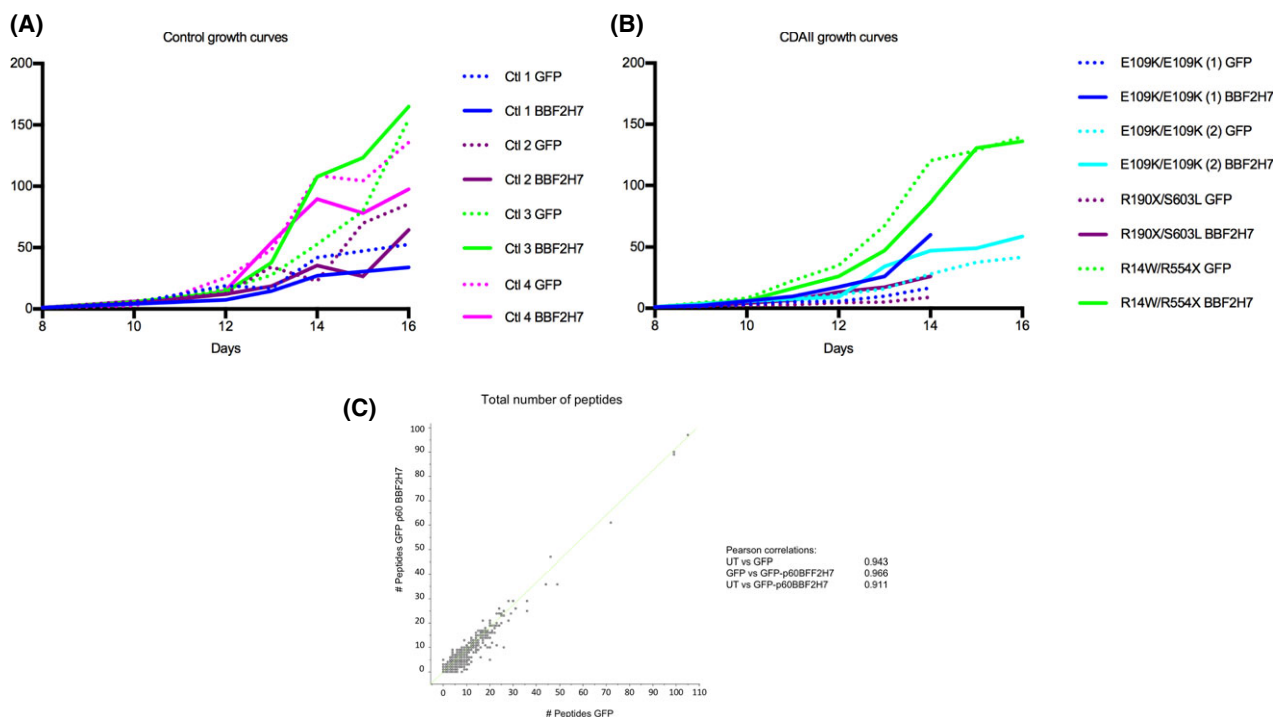 (A)
Control growth curves
200
150
100
50
0
8
10
12
14
16
Days
Ctl 1 GFP
Ctl 1 BBF2H7
Ctl 2 GFP
Ctl 2 BBF2H7
Ctl 3 GFP
Ctl 3 BBF2H7
Ctl 4 GFP
Ctl 4 BBF2H7
(B)
CDAII growth curves
200
150
100
50
0
8
10
12
14
16
Days
E109K/E109K (1) GFP
E109K/E109K (1) BBF2H7
E109K/E109K (2) GFP
E109K/E109K (2) BBF2H7
R190X/S603L GFP
R190X/S603L BBF2H7
R14W/R554X GFP
R14W/R554X BBF2H7
(C)
Total number of peptides
# Peptides GFP p60 BBF2H7
100
90
80
70
60
50
40
30
20
10
0
0 10 20 30 40 50 60 70 80 90 100 110
# Peptides GFP
Pearson correlations:
UT vs GFP 0.943
GFP vs GFP-p60BFF2H7 0.966
UT vs GFP-p60BBF2H7 0.911